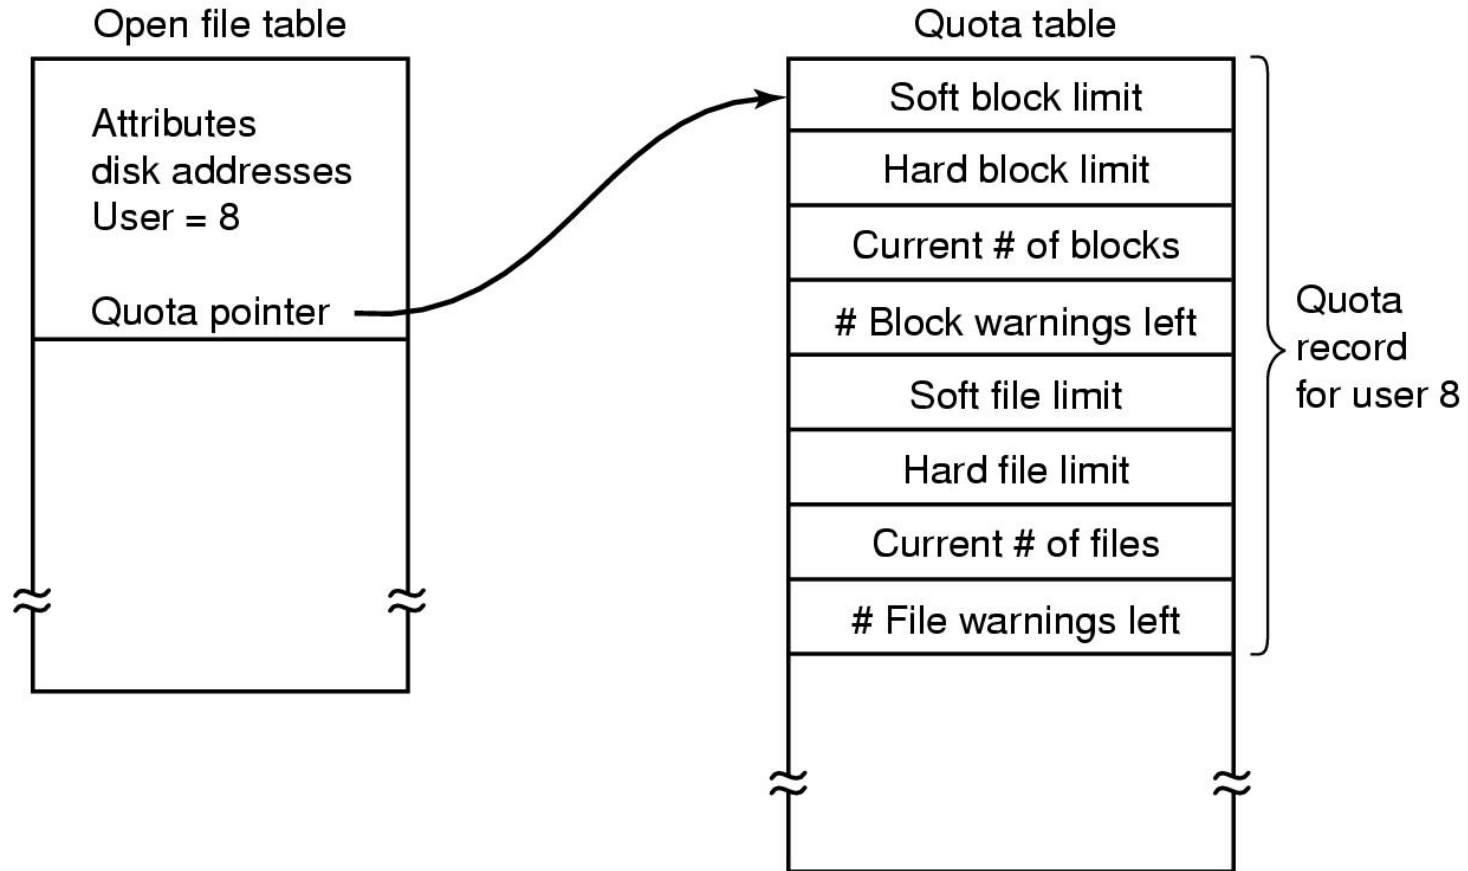 Open file table
Attributes
disk addresses
User = 8
Quota pointer
Quota table
Soft block limit
Hard block limit
Current # of blocks
# Block warnings left
Soft file limit
Hard file limit
Current # of files
# File warnings left
Quota
record
for user 8